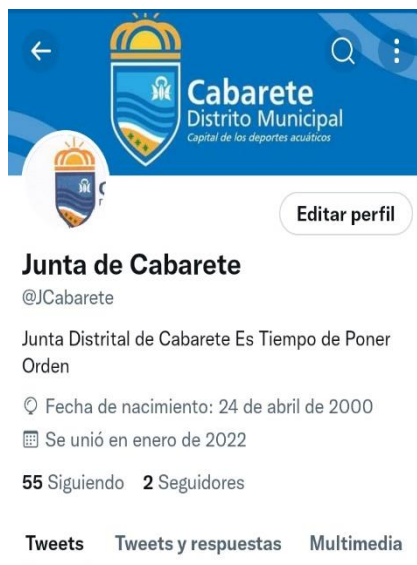 Cabarete
Distrito Municipal
Capital de los deportes acuáticos
Editar perfil
Junta de Cabarete
@JCabarete
Junta Distrital de Cabarete Es Tiempo de Poner
Orden
Fecha de nacimiento: 24 de abril de 2000
Se unió en enero de 2022
55 Siguiendo 2 Seguidores
Tweets Tweets y respuestas Multimedia